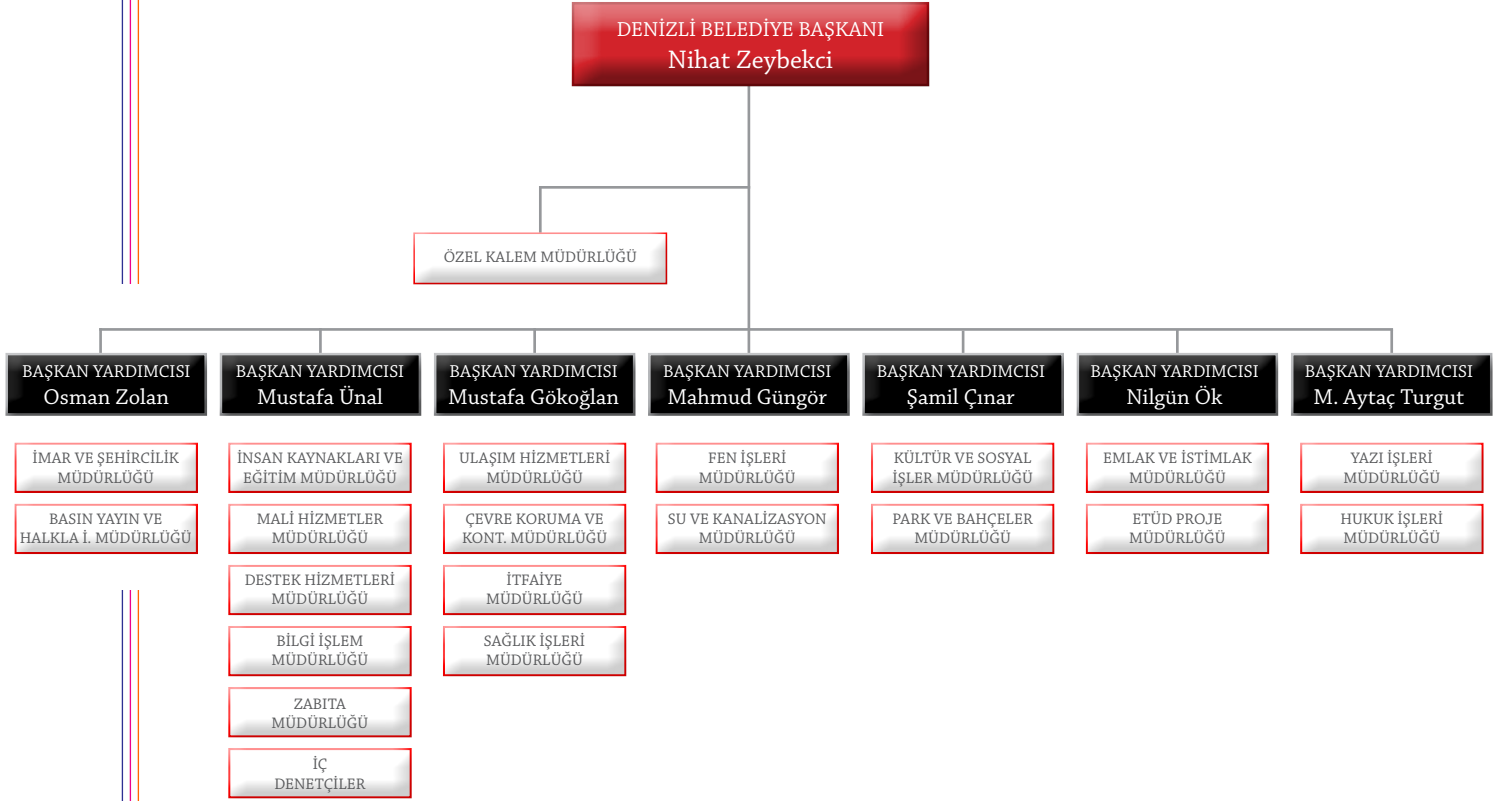 DENİZLİ BELEDİYE BAŞKANI
Nihat Zeybekci
ÖZEL KALEM MÜDÜRLÜĞÜ
BAŞKAN YARDIMCISI
Osman Zolan
İMAR VE ŞEHİRCİLİK
MÜDÜRLÜĞÜ
BASIN YAYIN VE
HALKLA İ. MÜDÜRLÜĞÜ
BAŞKAN YARDIMCISI
Mustafa Ünal
İNSAN KAYNAKLARI VE
EĞİTİM MÜDÜRLÜĞÜ
MALİ HİZMETLER
MÜDÜRLÜĞÜ
DESTEK HİZMETLERİ
MÜDÜRLÜĞÜ
BİLGİ İŞLEM
MÜDÜRLÜĞÜ
ZABITA
MÜDÜRLÜĞÜ
İÇ
DENETÇİLER
BAŞKAN YARDIMCISI
Mustafa Gökoğlan
ULAŞIM HİZMETLERİ
MÜDÜRLÜĞÜ
ÇEVRE KORUMA VE
KONT. MÜDÜRLÜĞÜ
İTFAİYE
MÜDÜRLÜĞÜ
SAĞLIK İŞLERİ
MÜDÜRLÜĞÜ
BAŞKAN YARDIMCISI
Mahmud Güngör
FEN İŞLERİ
MÜDÜRLÜĞÜ
SU VE KANALİZASYON
MÜDÜRLÜĞÜ
BAŞKAN YARDIMCISI
Şamil Çınar
KÜLTÜR VE SOSYAL
İŞLER MÜDÜRLÜĞÜ
PARK VE BAHÇELER
MÜDÜRLÜĞÜ
BAŞKAN YARDIMCISI
Nilgün Ök
EMLAK VE İSTİMLAK
MÜDÜRLÜĞÜ
ETÜD PROJE
MÜDÜRLÜĞÜ
BAŞKAN YARDIMCISI
M. Aytaç Turgut
YAZI İŞLERİ
MÜDÜRLÜĞÜ
HUKUK İŞLERİ
MÜDÜRLÜĞÜ